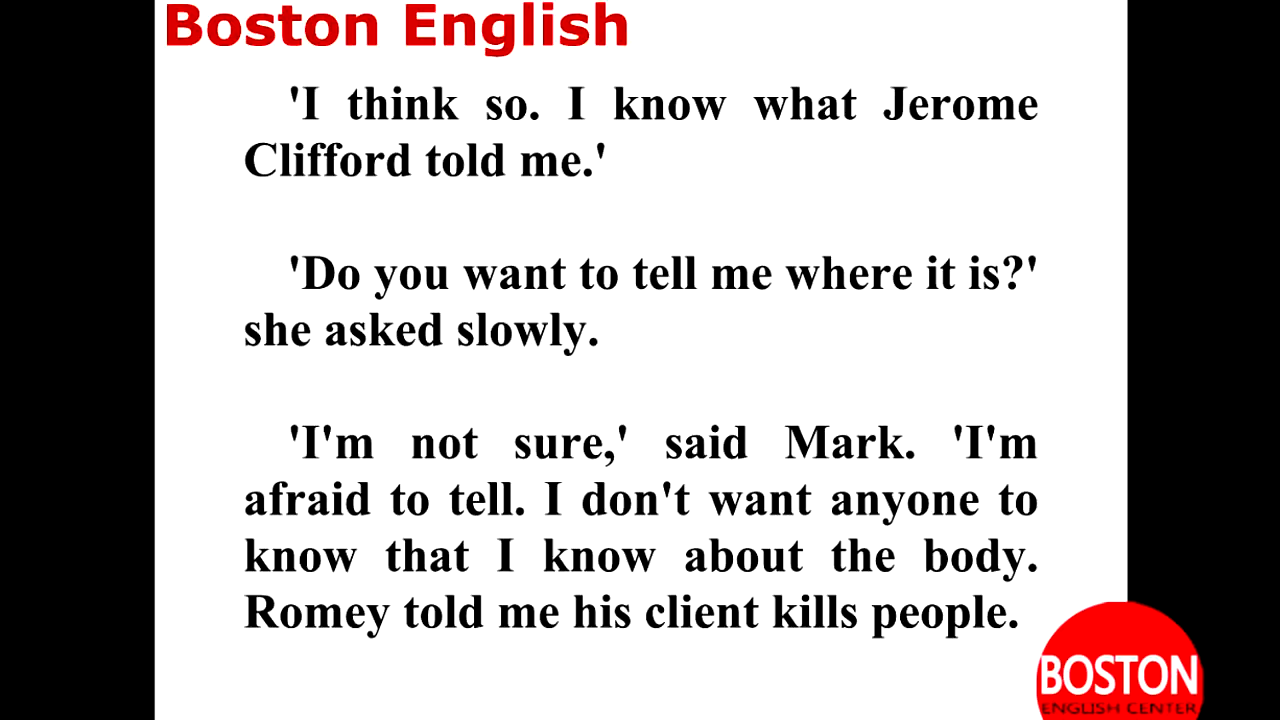 Boston English
'I think so. I know what Jerome
Clifford told me.'
'Do you want to tell me where it is?'
she asked slowly.
'I'm not sure,' said Mark. 'I'm
afraid to tell. I don't want anyone to
know that I know about the body.
Romey told me his client kills people.
BOSTON
ENGLISH CENTER